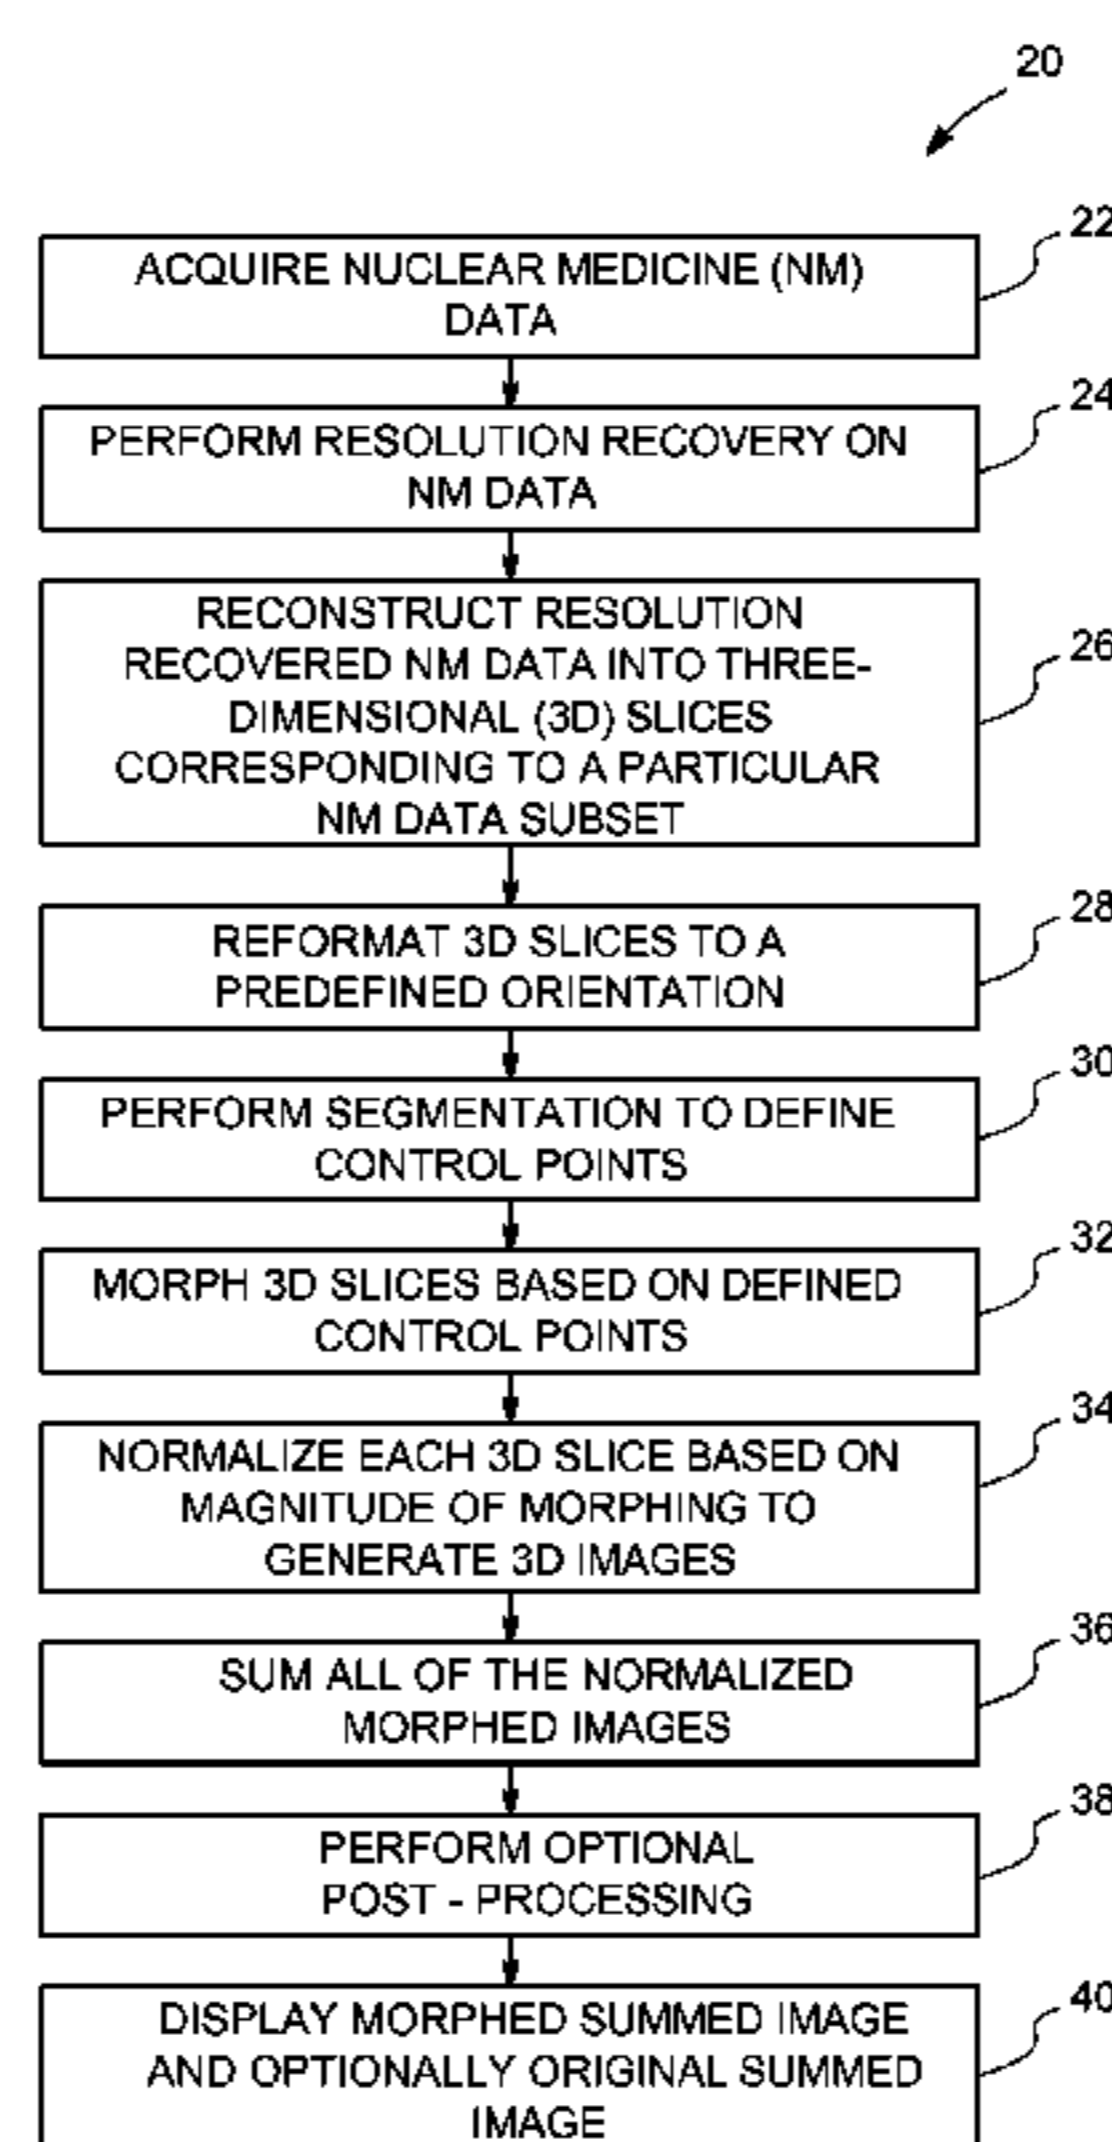 20
22
ACQUIRE NUCLEAR MEDICINE (NM)
DATA
24
PERFORM RESOLUTION RECOVERY ON
NM DATA
26
RECONSTRUCT RESOLUTION
RECOVERED NM DATA INTO THREE-
DIMENSIONAL (3D) SLICES
CORRESPONDING TO A PARTICULAR
NM DATA SUBSET
28
REFORMAT 3D SLICES TO A
PREDEFINED ORIENTATION
30
PERFORM SEGMENTATION TO DEFINE
CONTROL POINTS
32
MORPH 3D SLICES BASED ON DEFINED
CONTROL POINTS
34
NORMALIZE EACH 3D SLICE BASED ON
MAGNITUDE OF MORPHING TO
GENERATE 3D IMAGES
36
SUM ALL OF THE NORMALIZED
MORPHED IMAGES
38
PERFORM OPTIONAL
POST - PROCESSING
40
DISPLAY MORPHED SUMMED IMAGE
AND OPTIONALLY ORIGINAL SUMMED
IMAGE